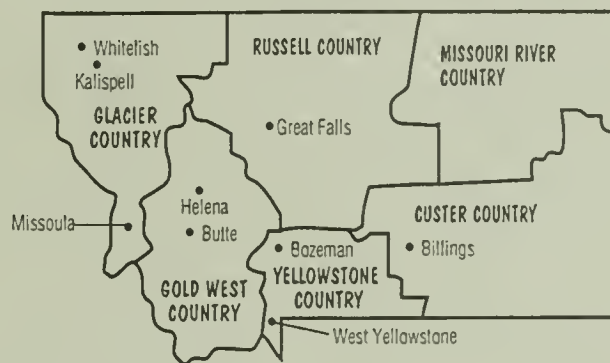 Whitefish
Kalispell
GLACIER
COUNTRY
RUSSELL COUNTRY
MISSOURI RIVER
COUNTRY
Great Falls
Missoula
Helena
Butte
GOLD WEST
COUNTRY
Bozeman
YELLOWSTONE
COUNTRY
CUSTER COUNTRY
Billings
West Yellowstone